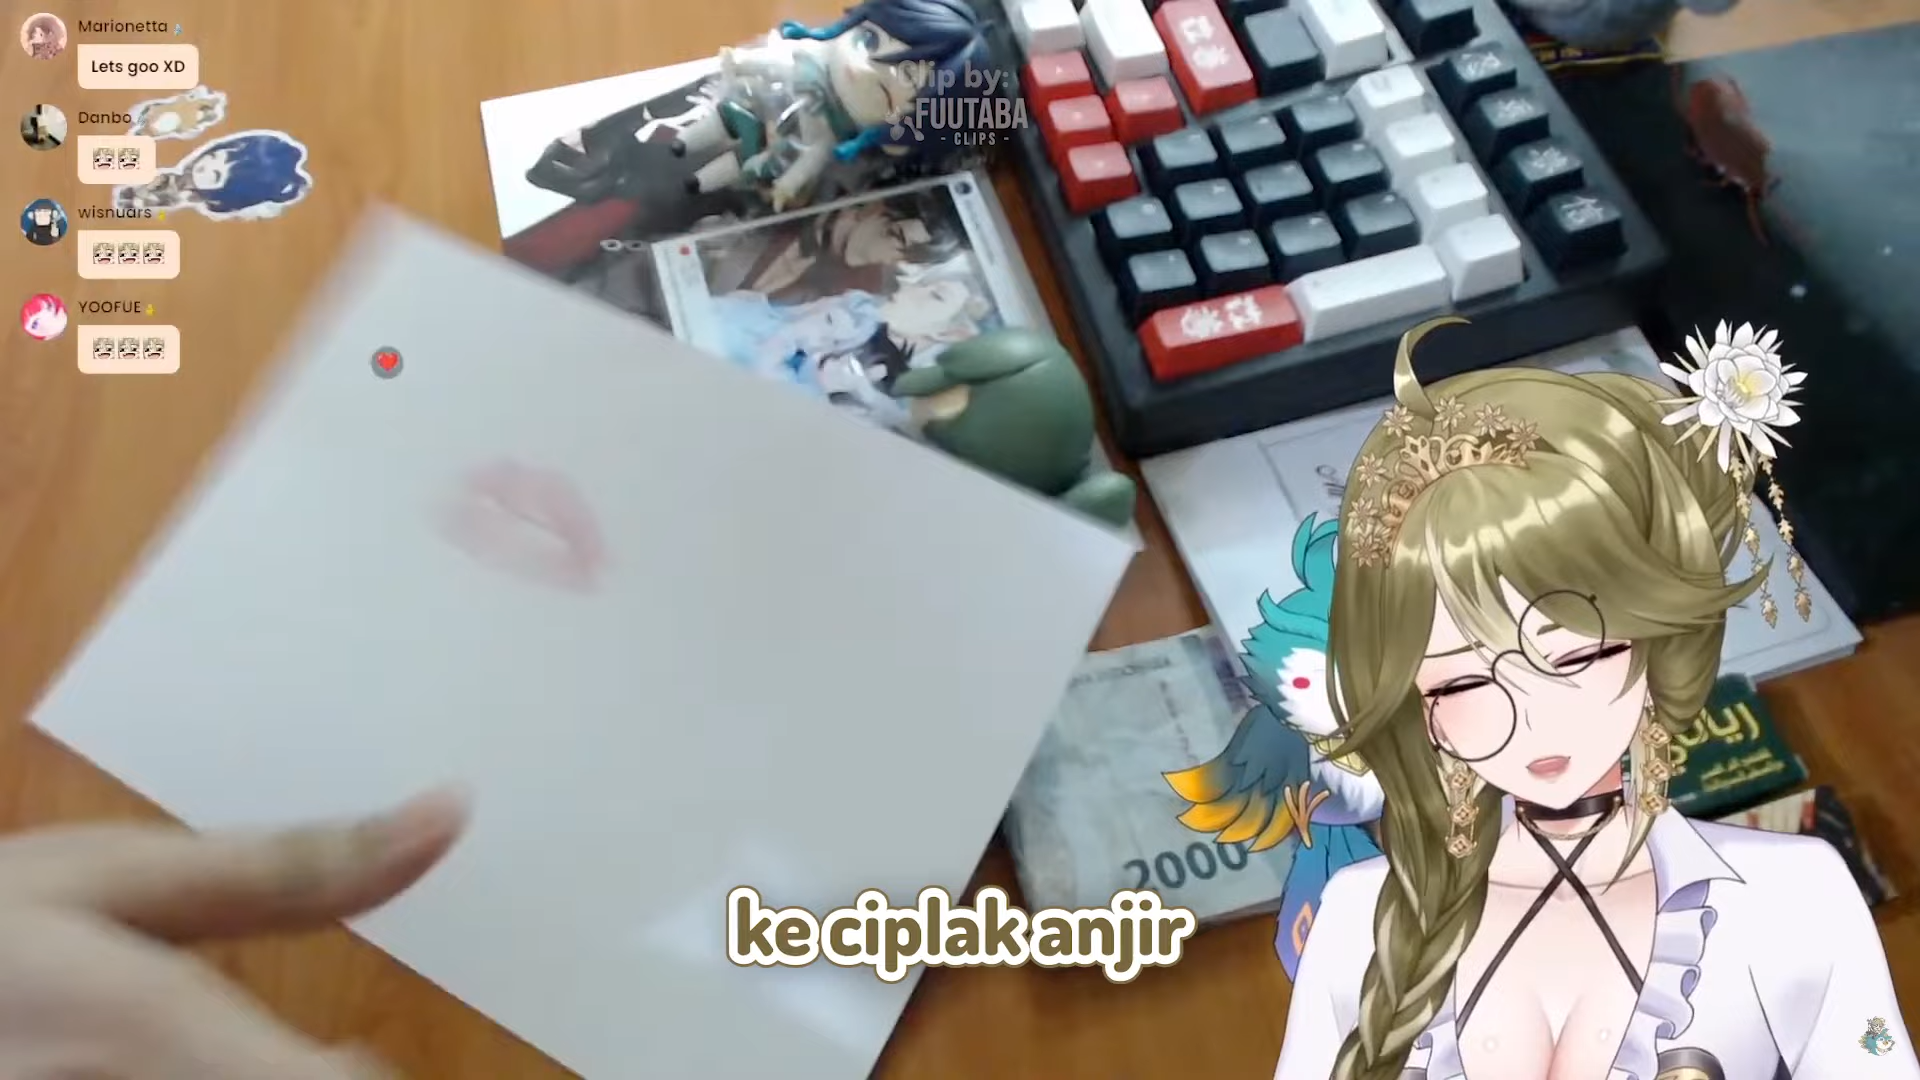 Marionetta
Lets goo XD
Danbo
wisnuars
YOOFUE
Clip by:
FUUTABA
- CLIPS -
2000
ke ciplak anjir